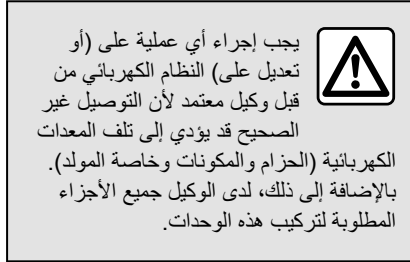 يجب إجراء أي عملية على (أو
تعديل على) النظام الكهربائي من
قبل وكيل معتمد لأن التوصيل غير
الصحيح قد يؤدي إلى تلف المعدات
الكهربائية (الحزام والمكونات وخاصة المولد).
بالإضافة إلى ذلك، لدى الوكيل جميع الأجزاء
المطلوبة لتركيب هذه الوحدات.